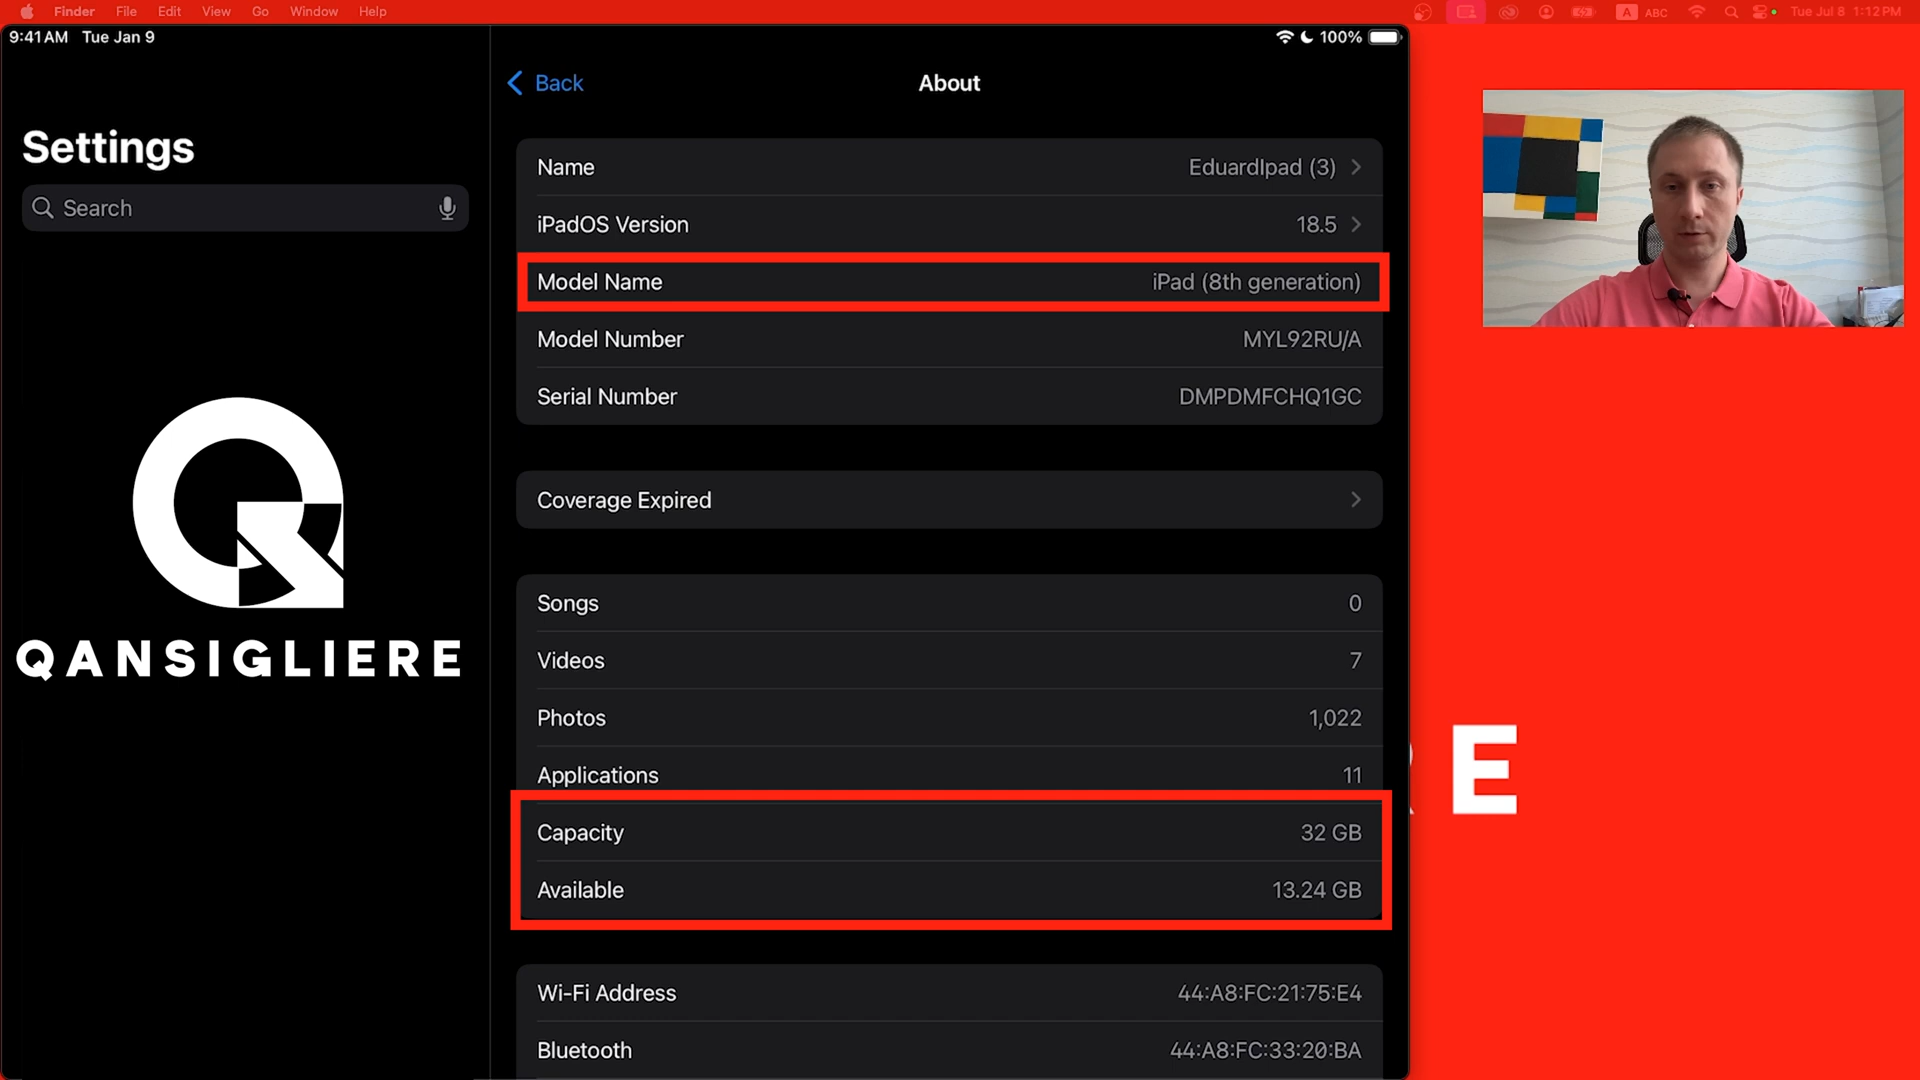 Finder File Edit View Go Window Help
A ABC Tue Jul 8 1:12 PM
9:41 AM Tue Jan 9
100%
Settings
Search
QANSIGLIERE
Back
About
Name EduardIpad (3)
iPadOS Version 18.5
Model Name iPad (8th generation)
Model Number MYL92RU/A
Serial Number DMPDMFCHQ1GC
Coverage Expired
Songs 0
Videos 7
Photos 1,022
Applications 11
Capacity 32 GB
Available 13.24 GB
Wi-Fi Address 44:A8:FC:21:75:E4
Bluetooth 44:A8:FC:33:20:BA
E